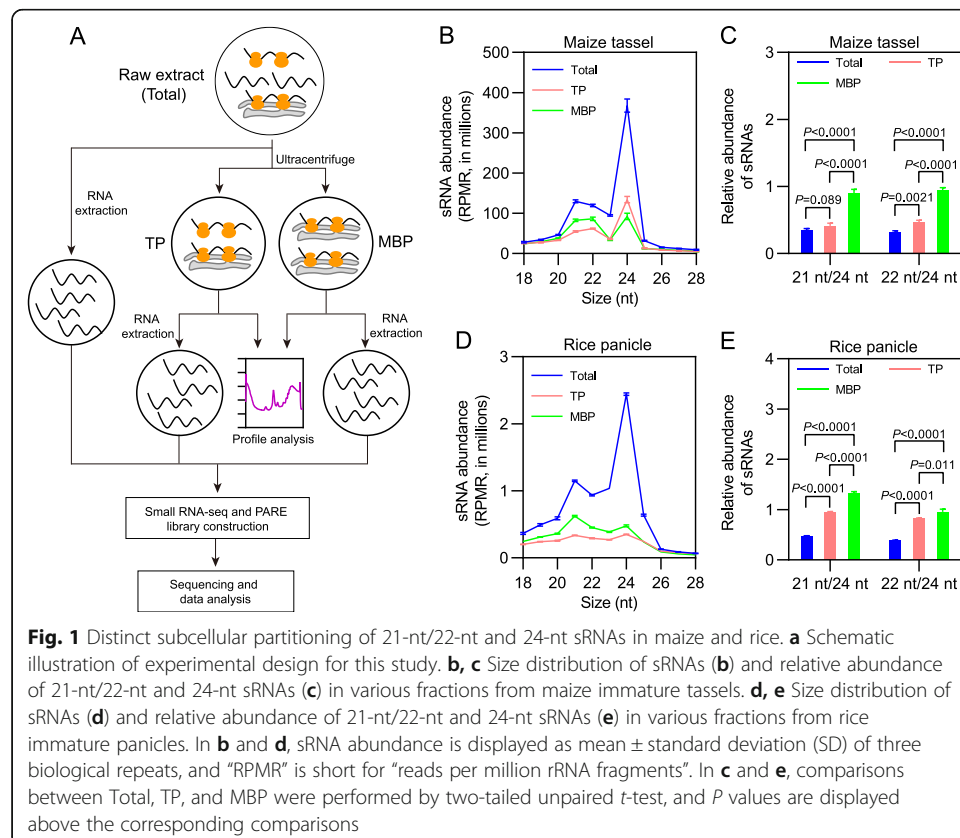 A
Raw extract
(Total)
Ultracentrifuge
RNA
extraction
TP
MBP
RNA
extraction
RNA
extraction
Profile analysis
Small RNA-seq and PARE
library construction
Sequencing and
data analysis
B
Maize tassel
sRNA abundance
(RPMR, in millions)
500
400
300
200
100
0
Total
TP
MBP
18 20 22 24 26 28
Size (nt)
C
Maize tassel
Relative abundance
of sRNAs
3
2
1
0
Total TP
MBP
P<0.0001 P<0.0001
P<0.0001 P<0.0001
P=0.089 P=0.0021
21 nt/24 nt 22 nt/24 nt
D
Rice panicle
sRNA abundance
(RPMR, in millions)
3
2
1
0
Total
TP
MBP
18 20 22 24 26 28
Size (nt)
E
Rice panicle
Relative abundance
of sRNAs
4
3
2
1
0
Total TP
MBP
P<0.0001 P<0.0001
P<0.0001 P=0.011
P<0.0001 P<0.0001
21 nt/24 nt 22 nt/24 nt
Fig. 1 Distinct subcellular partitioning of 21-nt/22-nt and 24-nt sRNAs in maize and rice. a Schematic
illustration of experimental design for this study. b, c Size distribution of sRNAs (b) and relative abundance
of 21-nt/22-nt and 24-nt sRNAs (c) in various fractions from maize immature tassels. d, e Size distribution of
sRNAs (d) and relative abundance of 21-nt/22-nt and 24-nt sRNAs (e) in various fractions from rice
immature panicles. In b and d, sRNA abundance is displayed as mean ± standard deviation (SD) of three
biological repeats, and “RPMR” is short for “reads per million rRNA fragments”. In c and e, comparisons
between Total, TP, and MBP were performed by two-tailed unpaired t-test, and P values are displayed
above the corresponding comparisons